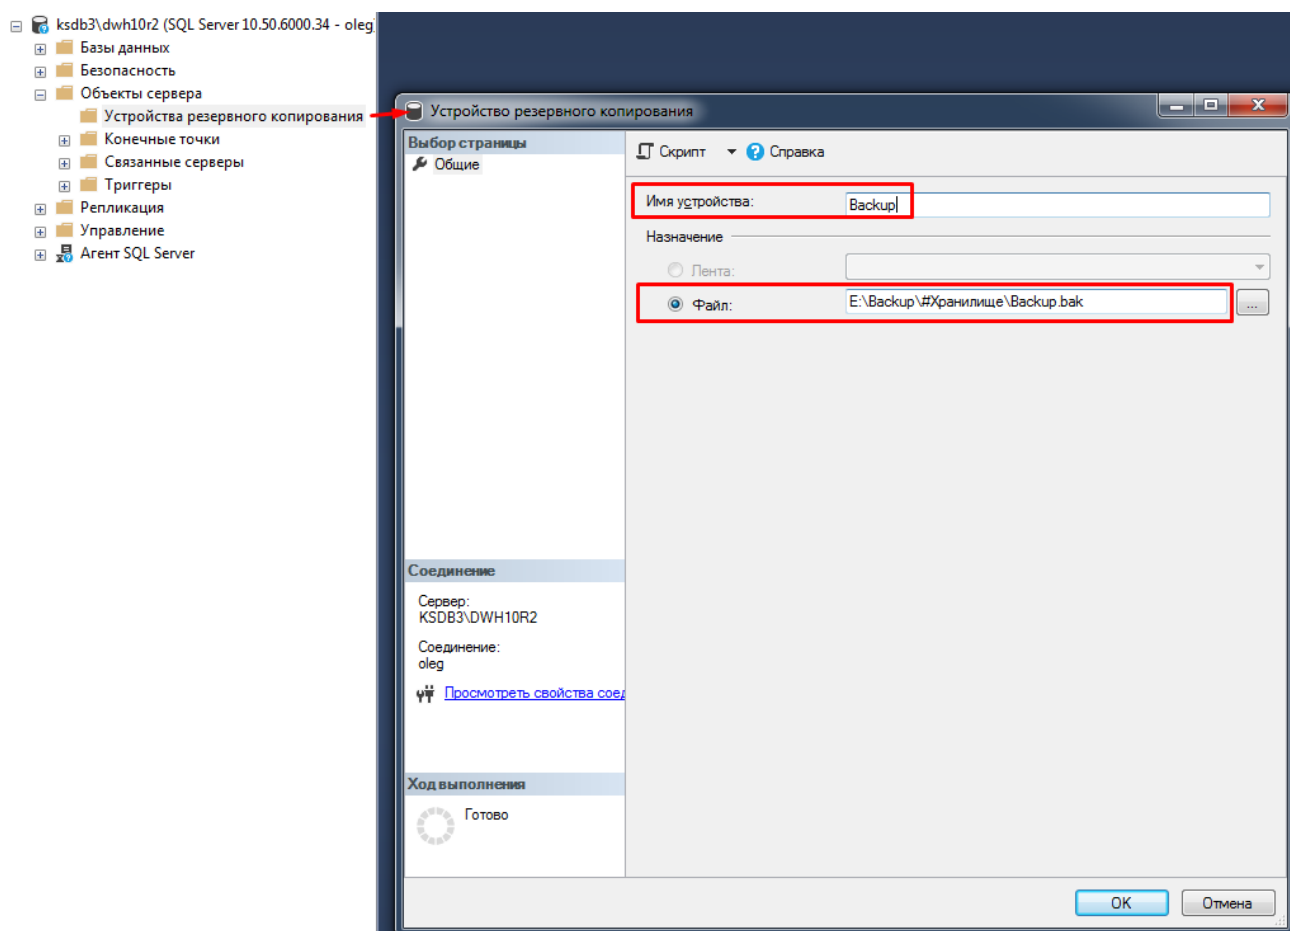 ksdb3\dwh10r2 (SQL Server 10.50.6000.34 - oleg)
Базы данных
Безопасность
Объекты сервера
Устройства резервного копирования
Конечные точки
Связанные серверы
Триггеры
Репликация
Управление
Агент SQL Server
Устройство резервного копирования
Выбор страницы
Общие
Скрипт
Справка
Имя устройства:
Backup
Назначение
Лента:
Файл:
E:\Backup\#Хранилище\Backup.bak
...
Соединение
Сервер:
KSDB3\DWH10R2
Соединение:
oleg
Просмотреть свойства соед
Ход выполнения
Готово
OK
Отмена